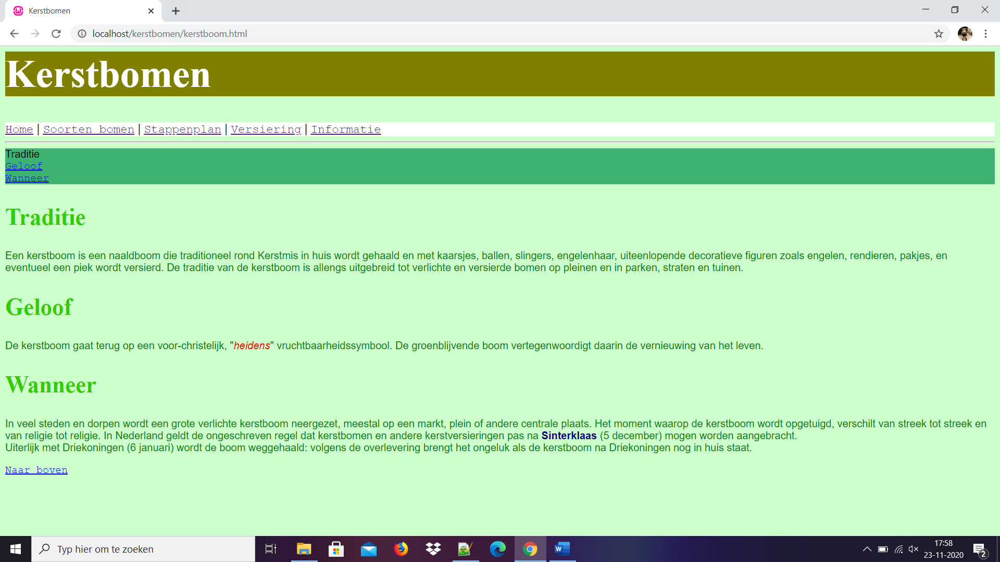 Kerstbomen
localhost/kerstbomen/kerstboom.html
Kerstbomen
Home | Soorten bomen | Stappenplan | Versiering | Informatie
Traditie
Geloof
Wanneer
Traditie
Een kerstboom is een naaldboom die traditioneel rond Kerstmis in huis wordt gehaald en met kaarsjes, ballen, slingers, engelenhaar, uiteenlopende decoratieve figuren zoals engelen, rendieren, pakjes, en
eventueel een piek wordt versierd. De traditie van de kerstboom is allengs uitgebreid tot verlichte en versierde bomen op pleinen en in parken, straten en tuinen.
Geloof
De kerstboom gaat terug op een voor-christelijk, "heidens" vruchtbaarheidssymbool. De groenblijvende boom vertegenwoordigt daarin de vernieuwing van het leven.
Wanneer
In veel steden en dorpen wordt een grote verlichte kerstboom neergezet, meestal op een markt, plein of andere centrale plaats. Het moment waarop de kerstboom wordt opgetuigd, verschilt van streek tot streek en
van religie tot religie. In Nederland geldt de ongeschreven regel dat kerstbomen en andere kerstversieringen pas na Sinterklaas (5 december) mogen worden aangebracht.
Uiterlijk met Driekoningen (6 januari) wordt de boom weggehaald: volgens de overlevering brengt het ongeluk als de kerstboom na Driekoningen nog in huis staat.
Naar boven
Typ hier om te zoeken
W
17:58
23-11-2020
2